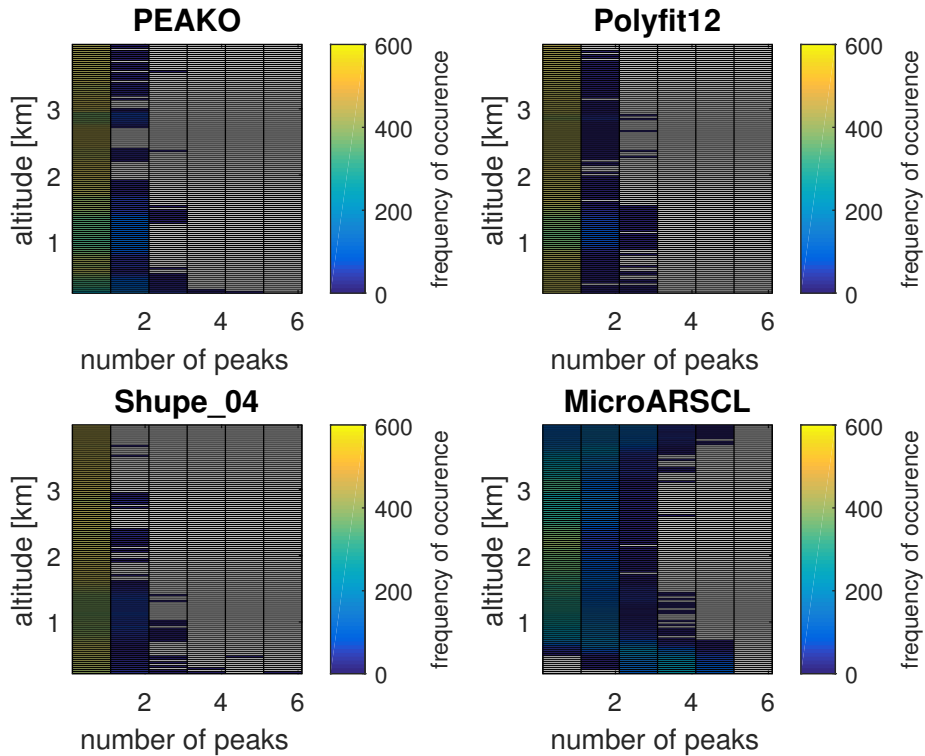 PEAKO
Polyfit12
altitude [km]
3
2
1
2
4
6
number of peaks
600
400
200
0
frequency of occurence
altitude [km]
3
2
1
2
4
6
number of peaks
600
400
200
0
frequency of occurence
Shupe_04
MicroARSCL
altitude [km]
3
2
1
2
4
6
number of peaks
600
400
200
0
frequency of occurence
altitude [km]
3
2
1
2
4
6
number of peaks
600
400
200
0
frequency of occurence